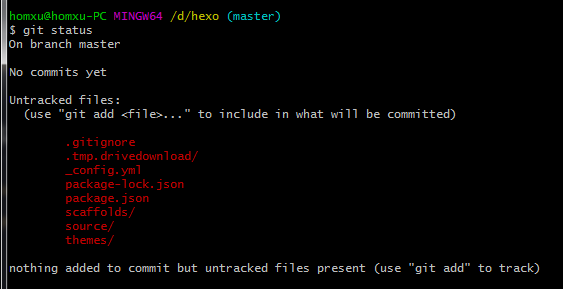 homxu@homxu-PC MINGW64 /d/hexo (master)
$ git status
On branch master
No commits yet
Untracked files:
  (use "git add <file>..." to include in what will be committed)
        .gitignore
        .tmp.drivedownload/
        _config.yml
        package-lock.json
        package.json
        scaffolds/
        source/
        themes/
nothing added to commit but untracked files present (use "git add" to track)